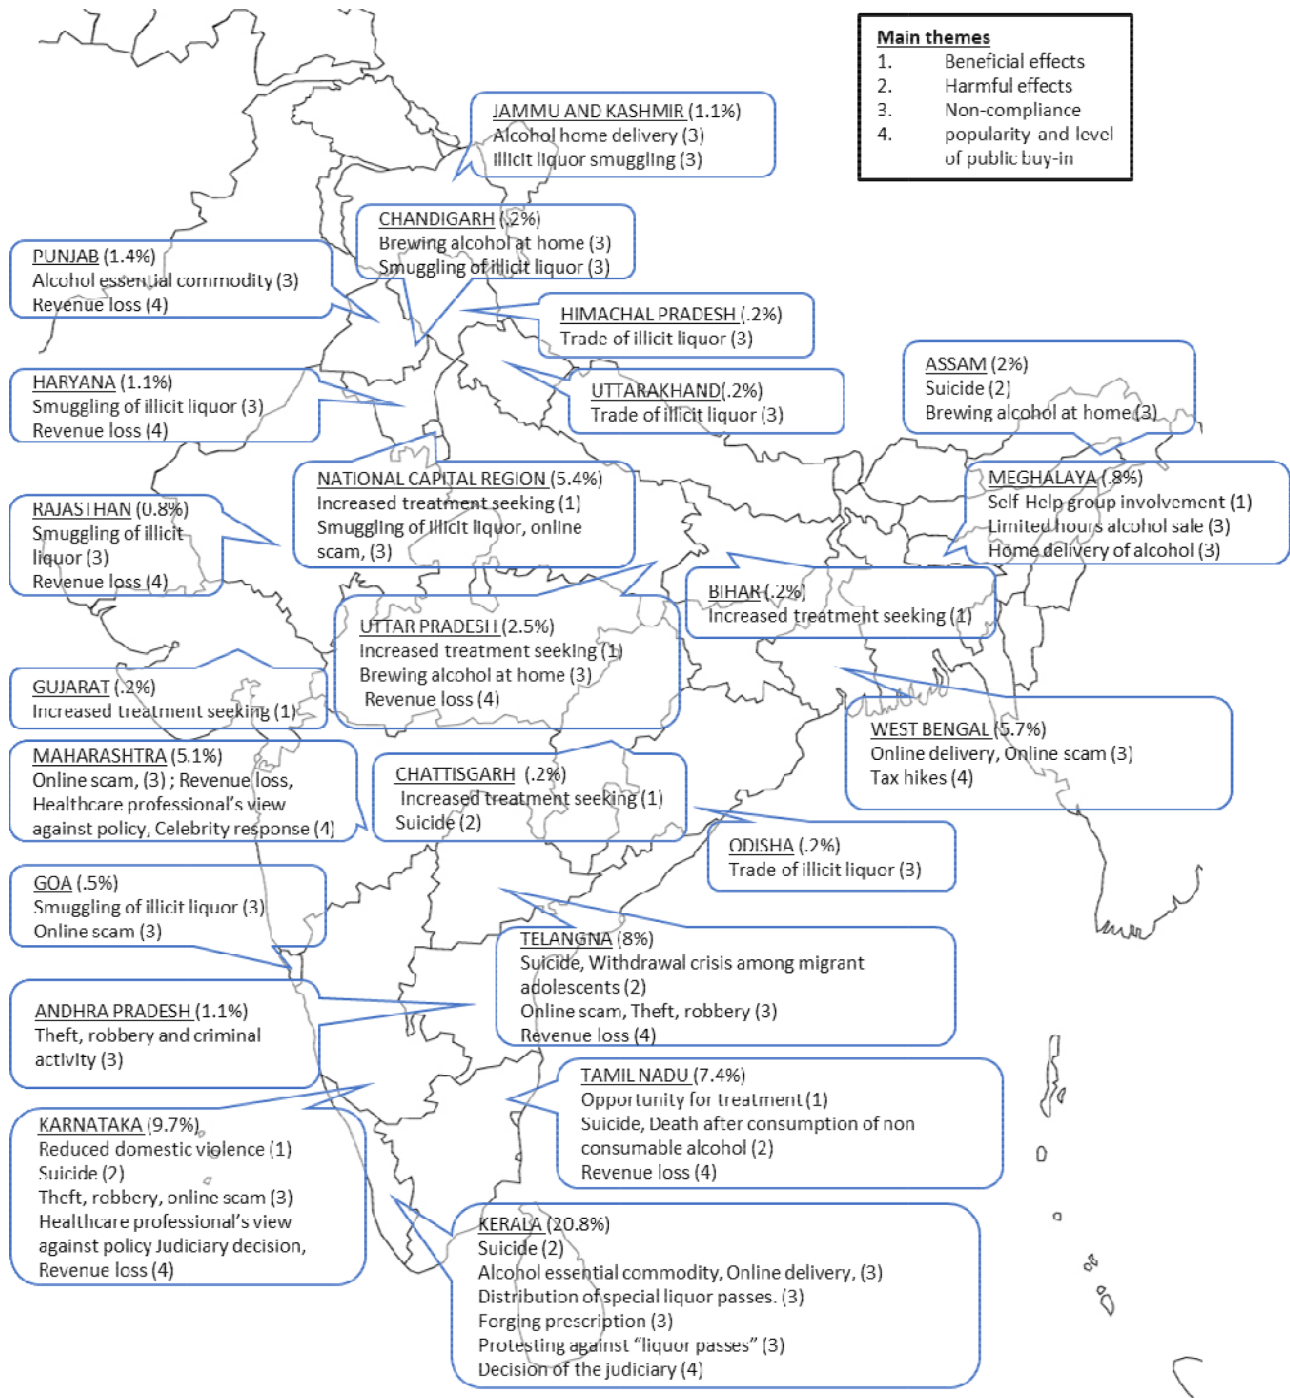 Main themes
1. Beneficial effects
2. Harmful effects
3. Non-compliance
4. popularity and level
of public buy-in
JAMMU AND KASHMIR (1.1%)
Alcohol home delivery (3)
Illicit liquor smuggling (3)
CHANDIGARH (.2%)
Brewing alcohol at home (3)
Smuggling of illicit liquor (3)
PUNJAB (1.4%)
Alcohol essential commodity (3)
Revenue loss (4)
HIMACHAL PRADESH (.2%)
Trade of illicit liquor (3)
HARYANA (1.1%)
Smuggling of illicit liquor (3)
Revenue loss (4)
UTTARAKHAND(.2%)
Trade of illicit liquor (3)
ASSAM (2%)
Suicide (2)
Brewing alcohol at home (3)
NATIONAL CAPITAL REGION (5.4%)
Increased treatment seeking (1)
Smuggling of illicit liquor, online
scam, (3)
MEGHALAYA (.8%)
Self Help group involvement (1)
Limited hours alcohol sale (3)
Home delivery of alcohol (3)
RAJASTHAN (0.8%)
Smuggling of illicit
liquor (3)
Revenue loss (4)
BIHAR (.2%)
Increased treatment seeking (1)
UTTAR PRADESH (2.5%)
Increased treatment seeking (1)
Brewing alcohol at home (3)
Revenue loss (4)
GUJARAT (.2%)
Increased treatment seeking (1)
WEST BENGAL (5.7%)
Online delivery, Online scam (3)
Tax hikes (4)
MAHARASHTRA (5.1%)
Online scam, (3) ; Revenue loss,
Healthcare professional's view
against policy, Celebrity response (4)
CHATTISGARH (.2%)
Increased treatment seeking (1)
Suicide (2)
ODISHA (.2%)
Trade of illicit liquor (3)
GOA (.5%)
Smuggling of illicit liquor (3)
Online scam (3)
TELANGNA (8%)
Suicide, Withdrawal crisis among migrant
adolescents (2)
Online scam, Theft, robbery (3)
Revenue loss (4)
ANDHRA PRADESH (1.1%)
Theft, robbery and criminal
activity (3)
TAMIL NADU (7.4%)
Opportunity for treatment (1)
Suicide, Death after consumption of non
consumable alcohol (2)
Revenue loss (4)
KARNATAKA (9.7%)
Reduced domestic violence (1)
Suicide (2)
Theft, robbery, online scam (3)
Healthcare professional's view
against policy Judiciary decision,
Revenue loss (4)
KERALA (20.8%)
Suicide (2)
Alcohol essential commodity, Online delivery, (3)
Distribution of special liquor passes. (3)
Forging prescription (3)
Protesting against "liquor passes" (3)
Decision of the judiciary (4)